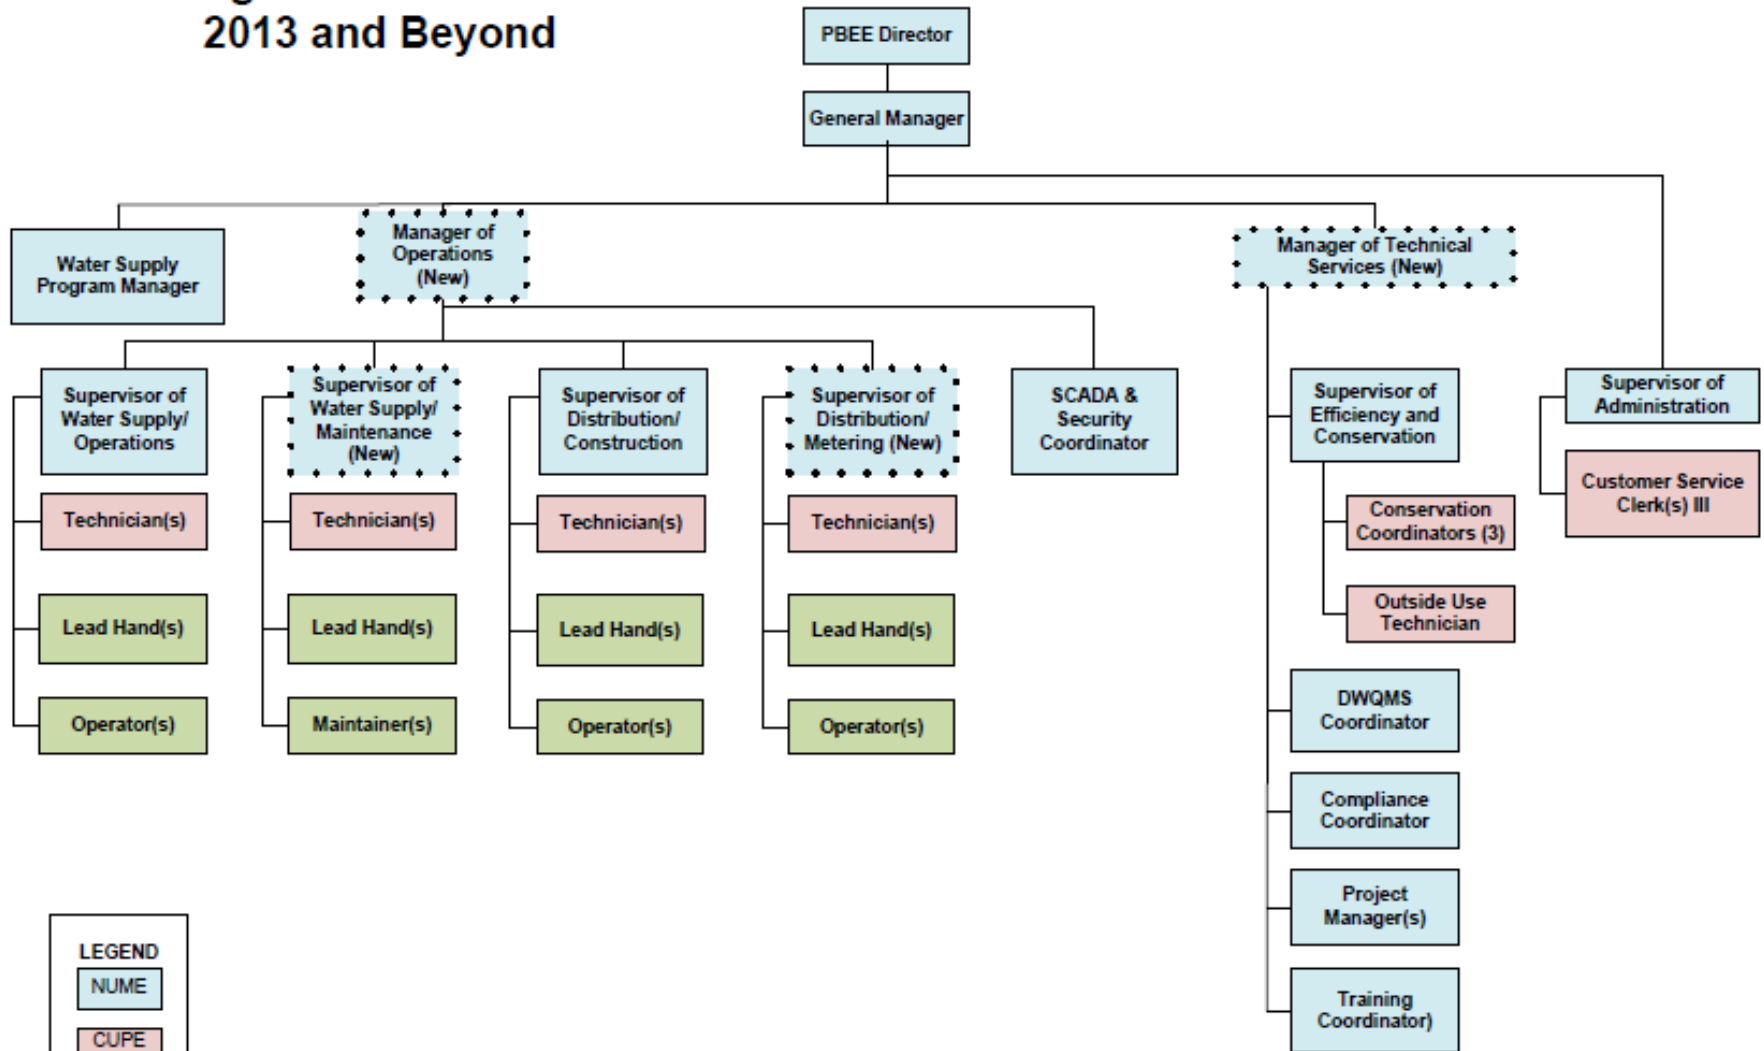 2013 and Beyond
PBEE Director
General Manager
Water Supply
Program Manager
Manager of
Operations
(New)
Manager of Technical
Services (New)
Supervisor of
Water Supply/
Operations
Supervisor of
Water Supply/
Maintenance
(New)
Supervisor of
Distribution/
Construction
Supervisor of
Distribution/
Metering (New)
SCADA &
Security
Coordinator
Supervisor of
Efficiency and
Conservation
Supervisor of
Administration
Technician(s)
Technician(s)
Technician(s)
Technician(s)
Conservation
Coordinators (3)
Customer Service
Clerk(s) III
Lead Hand(s)
Lead Hand(s)
Lead Hand(s)
Lead Hand(s)
Outside Use
Technician
Operator(s)
Maintainer(s)
Operator(s)
Operator(s)
DWQMS
Coordinator
Compliance
Coordinator
Project
Manager(s)
Training
Coordinator)
LEGEND
NUME
CUPE